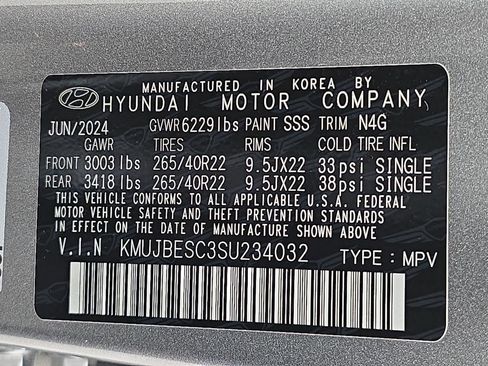 MANUFACTURED IN KOREA BY
HYUNDAI MOTOR COMPANY
JUN/2024 GVWR 6229lbs PAINT SSS TRIM N4G
GAWR TIRES RIMS COLD TIRE INFL
FRONT 3003lbs 265/40R22 9.5JX22 33psi SINGLE
REAR 3418lbs 265/40R22 9.5JX22 38psi SINGLE
THIS VEHICLE CONFORMS TO ALL APPLICABLE U.S.A. FEDERAL
MOTOR VEHICLE SAFETY AND THEFT PREVENTION STANDARDS
IN EFFECT ON THE DATE OF MANUFACTURE SHOWN ABOVE.
V.I.N KMUJBESC3SU234032 TYPE : MPV